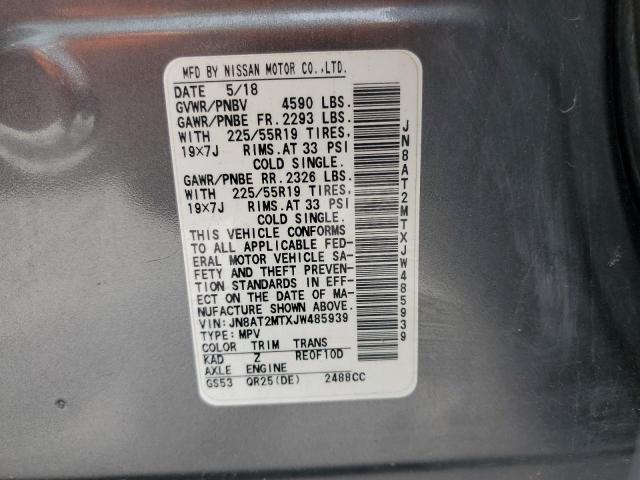 MFD BY NISSAN MOTOR CO.,LTD.
DATE 5/18
GVWR/PNBV 4590 LBS.
GAWR/PNBE FR. 2293 LBS.
WITH 225/55R19 TIRES,
19×7J RIMS.AT 33 PSI
COLD SINGLE.
GAWR/PNBE RR. 2326 LBS.
WITH 225/55R19 TIRES,
19×7J RIMS.AT 33 PSI
COLD SINGLE.
THIS VEHICLE CONFORMS
TO ALL APPLICABLE FED-
ERAL MOTOR VEHICLE SA-
FETY AND THEFT PREVEN-
TION STANDARDS IN EFF-
ECT ON THE DATE OF MA-
NUFACTURE SHOWN ABOVE.
VIN: JN8AT2MTXJW485939
TYPE: MPV
COLOR TRIM TRANS
KAD Z RE0F10D
AXLE ENGINE
GS53 QR25(DE) 2488CC
JN8AT2MTXJW485939